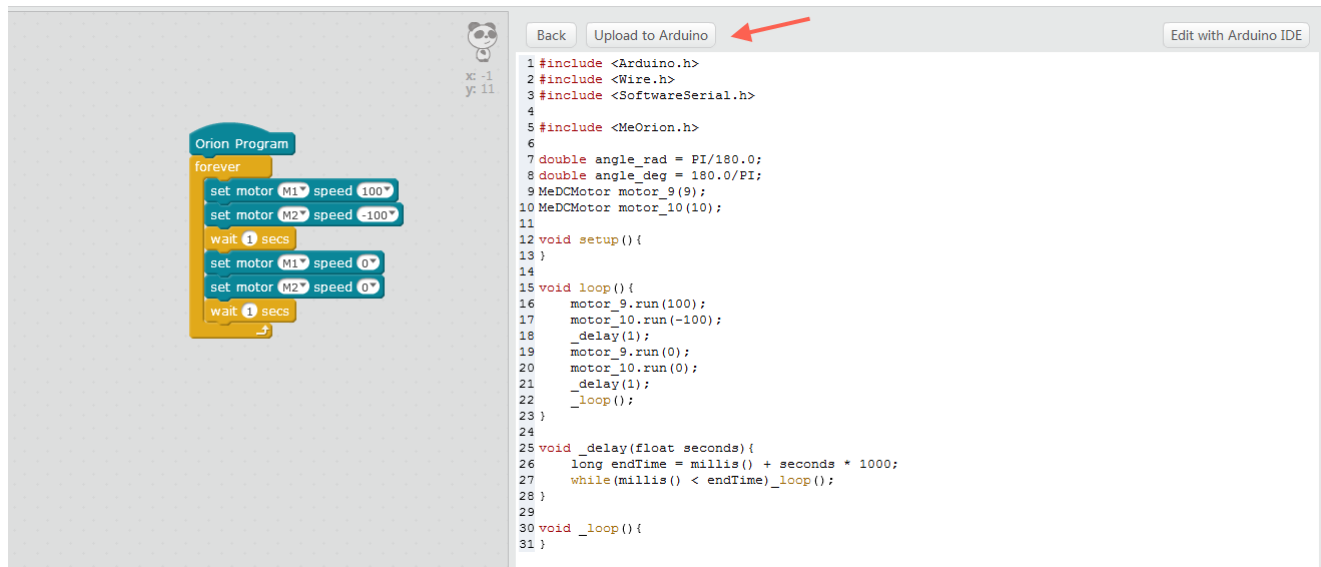 x: -1
y: 11
Orion Program
forever
set motor M1 speed 100
set motor M2 speed -100
wait 1 secs
set motor M1 speed 0
set motor M2 speed 0
wait 1 secs
Back Upload to Arduino Edit with Arduino IDE
1 #include <Arduino.h>
2 #include <Wire.h>
3 #include <SoftwareSerial.h>
4
5 #include <MeOrion.h>
6
7 double angle_rad = PI/180.0;
8 double angle_deg = 180.0/PI;
9 MeDCMotor motor_9(9);
10 MeDCMotor motor_10(10);
11
12 void setup(){
13 }
14
15 void loop(){
16     motor_9.run(100);
17     motor_10.run(-100);
18     _delay(1);
19     motor_9.run(0);
20     motor_10.run(0);
21     _delay(1);
22     _loop();
23 }
24
25 void _delay(float seconds){
26     long endTime = millis() + seconds * 1000;
27     while(millis() < endTime)_loop();
28 }
29
30 void _loop(){
31 }